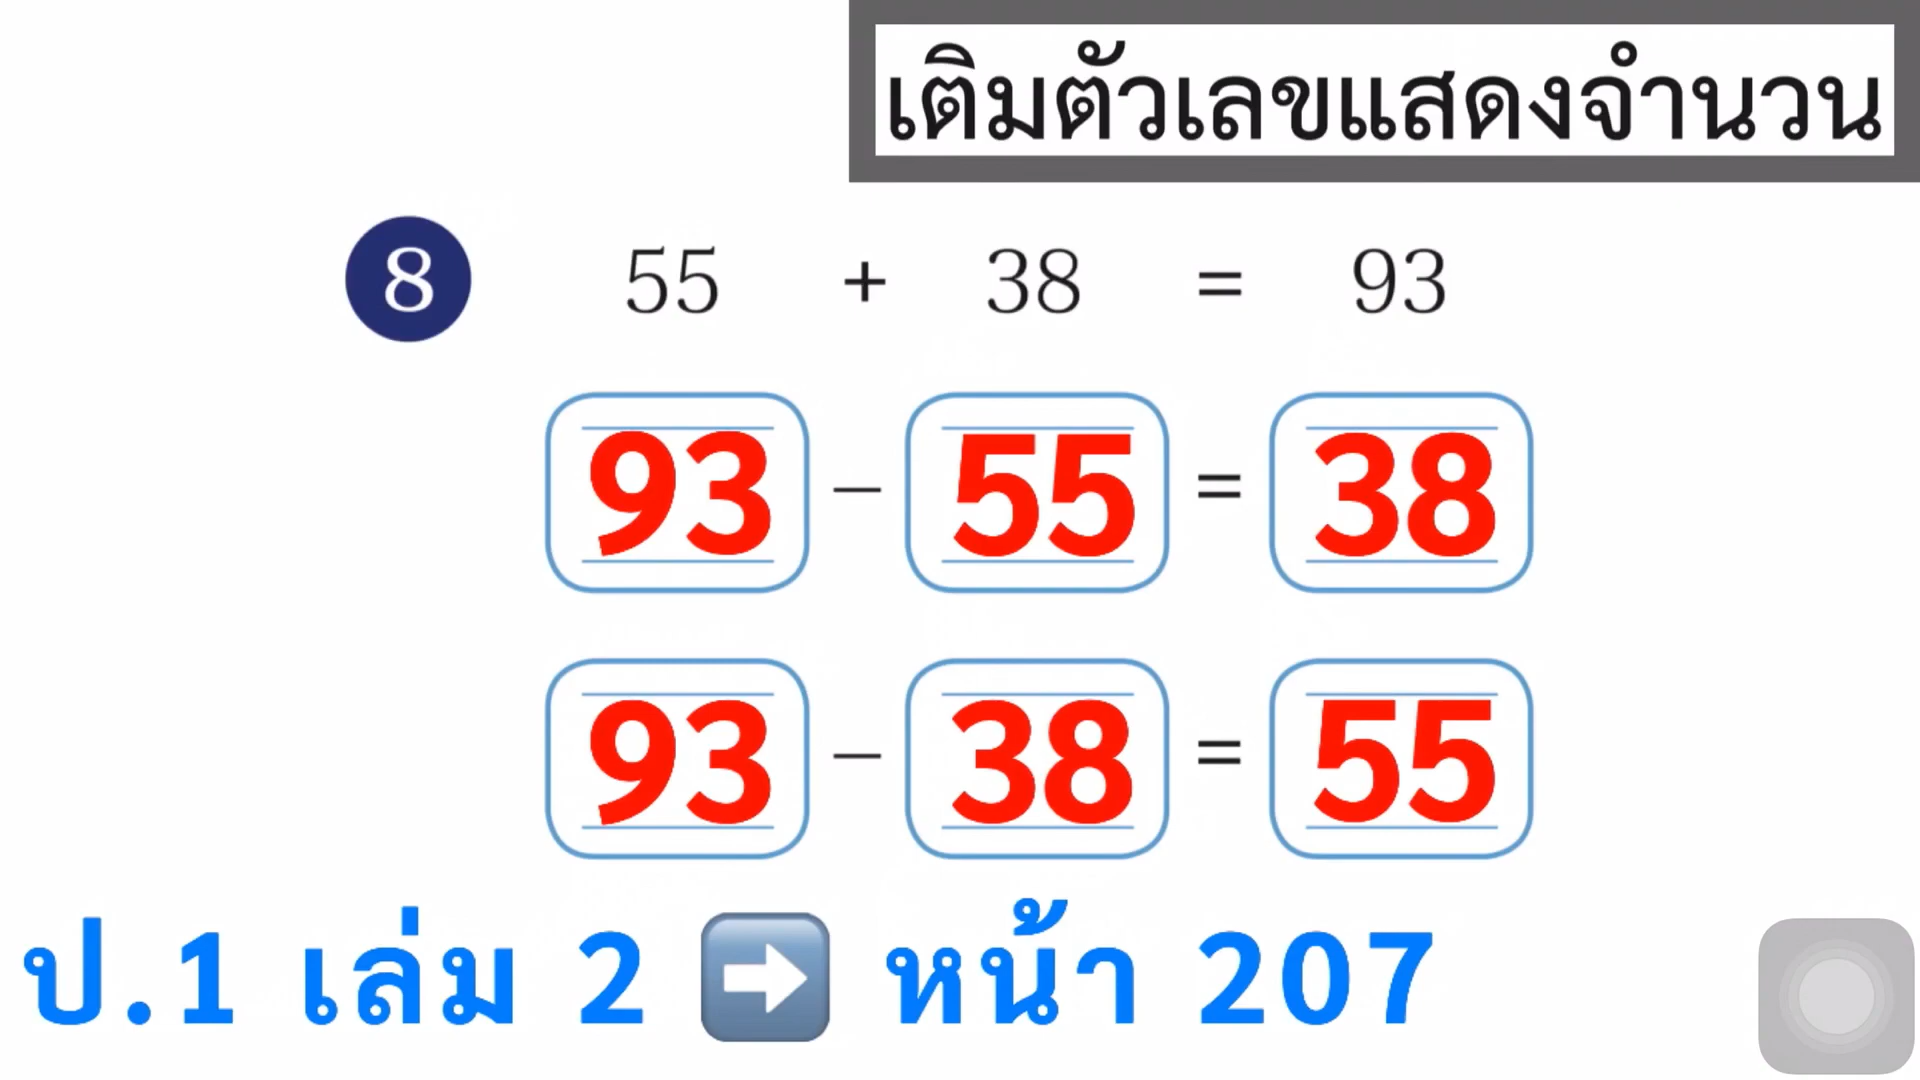 เติมตัวเลขแสดงจำนวน
8 55 + 38 = 93
93 – 55 = 38
93 – 38 = 55
ป.1 เล่ม 2 ➡ หน้า 207